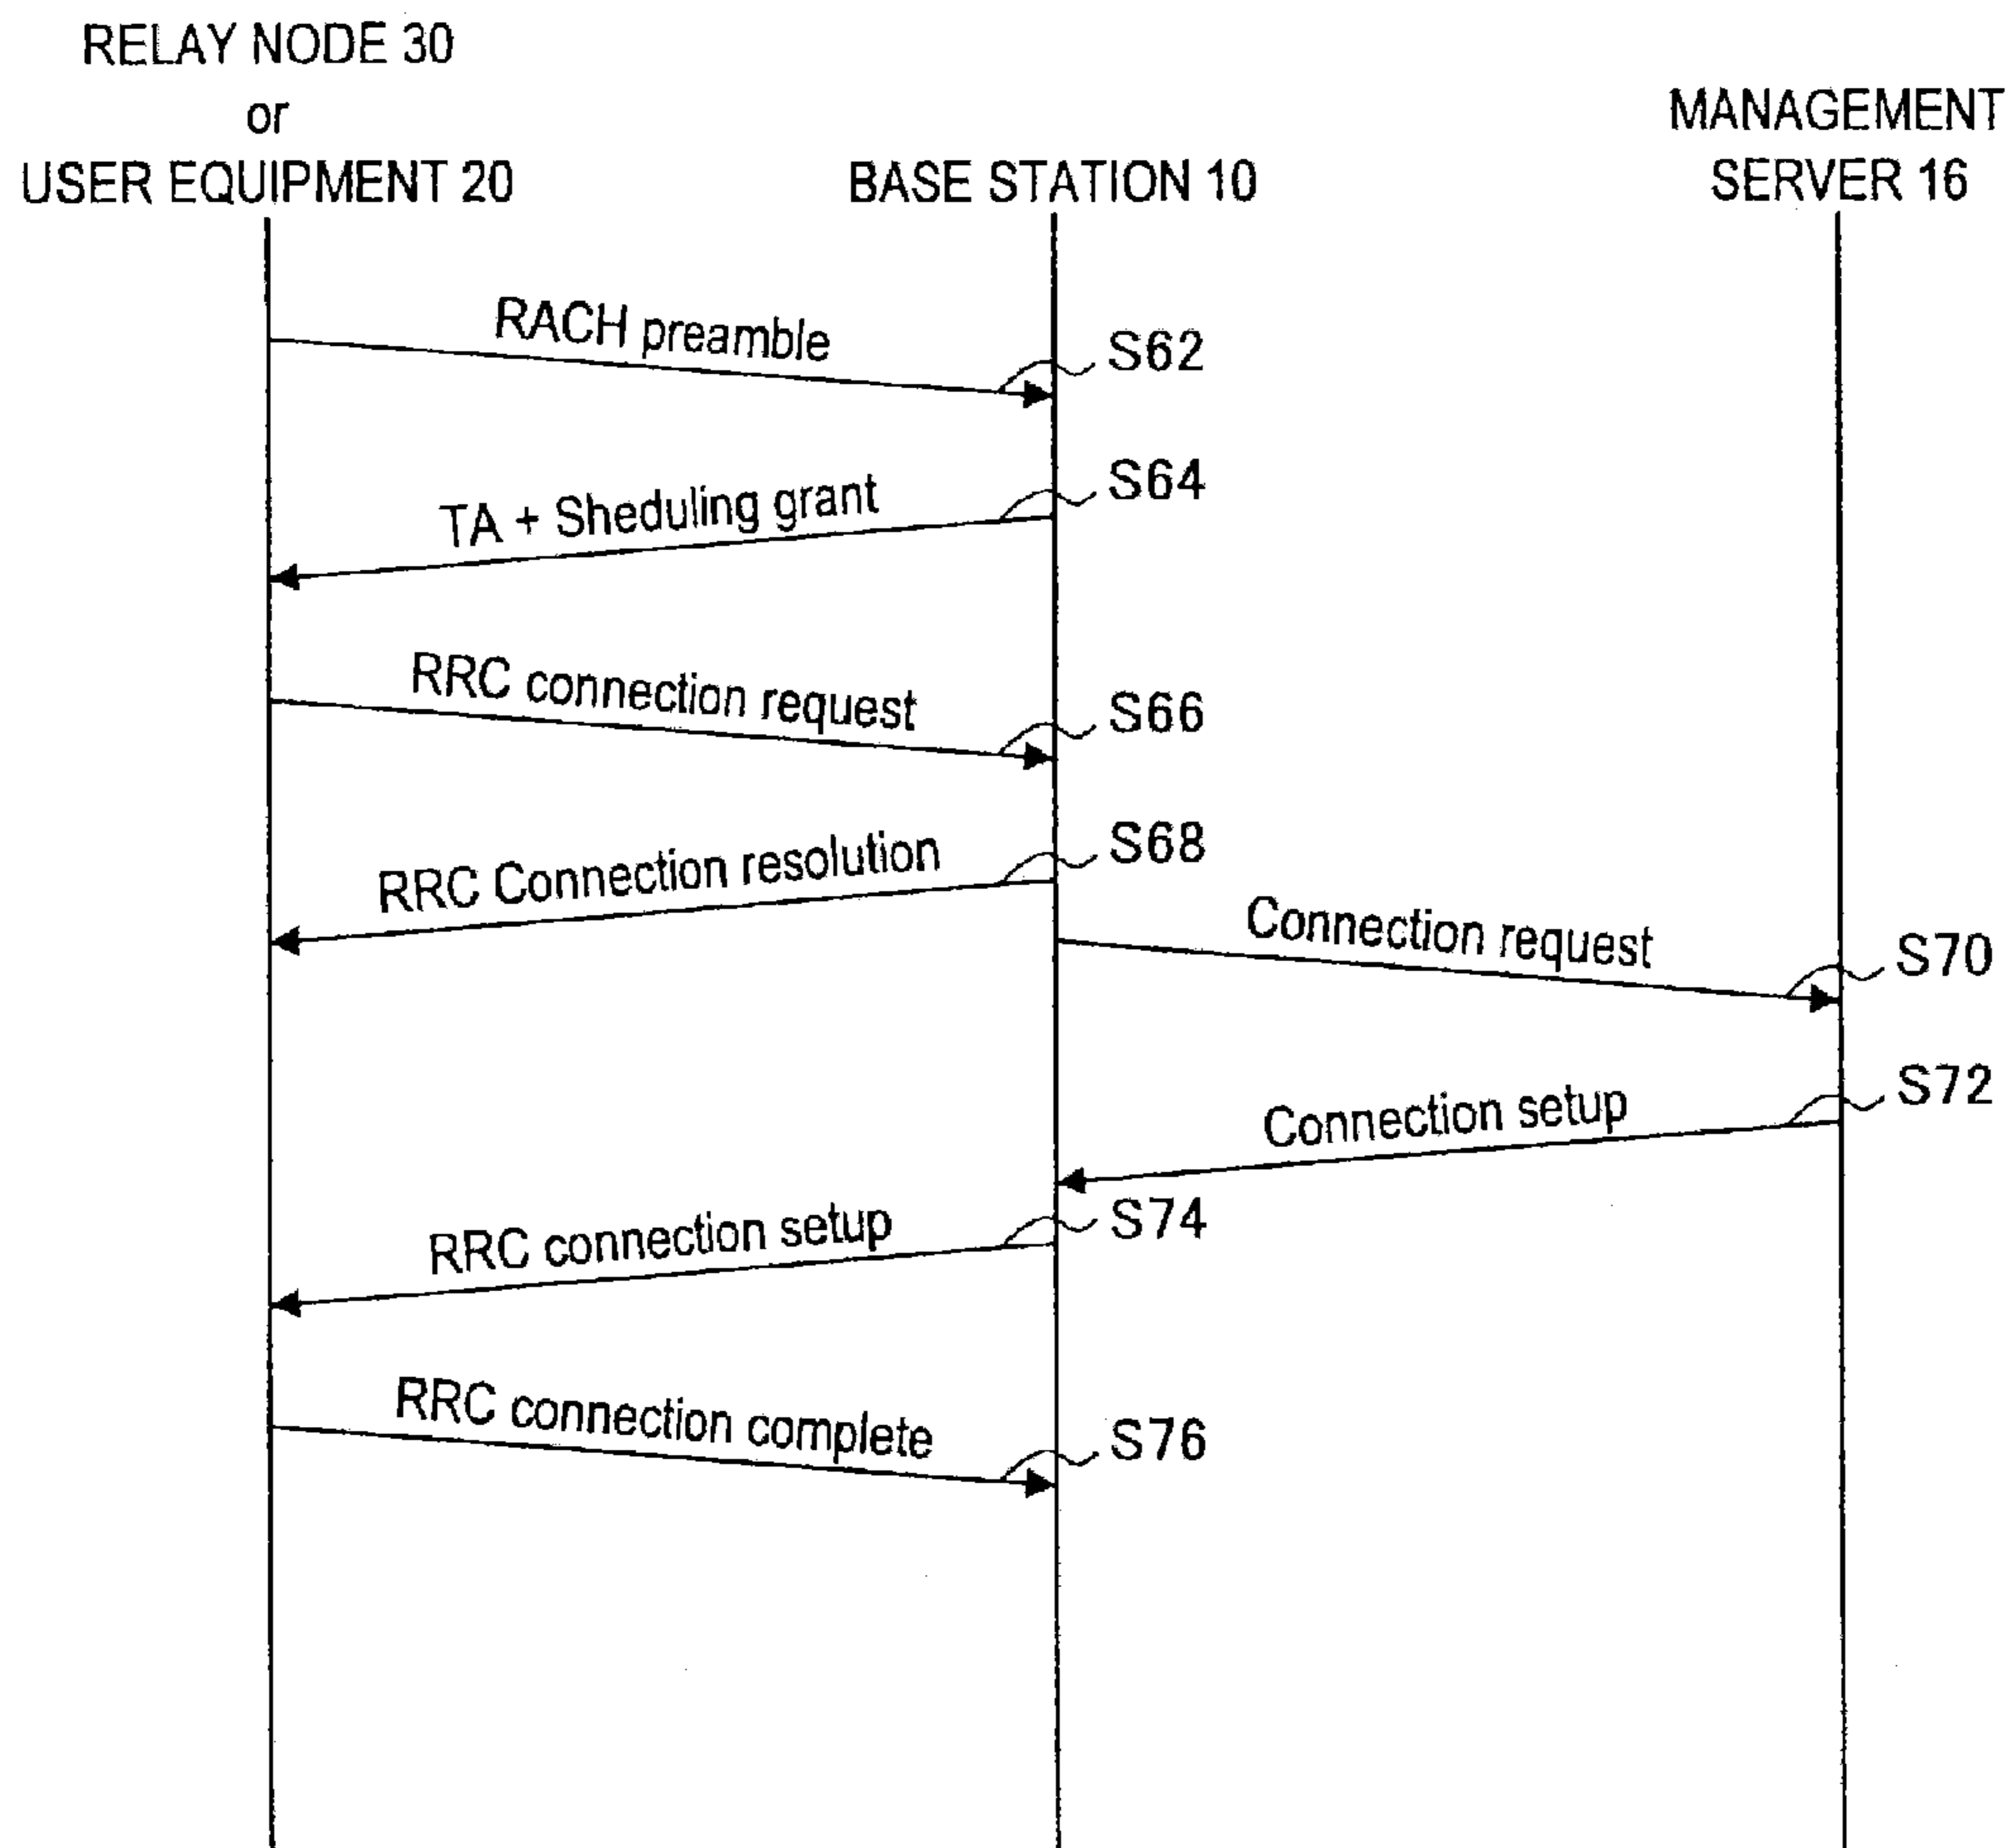 RELAY NODE 30
or
USER EQUIPMENT 20
BASE STATION 10
MANAGEMENT
SERVER 16
RACH preamble
S62
TA + Sheduling grant
S64
RRC connection request
S66
RRC Connection resolution
S68
Connection request
S70
Connection setup
S72
RRC connection setup
S74
RRC connection complete
S76